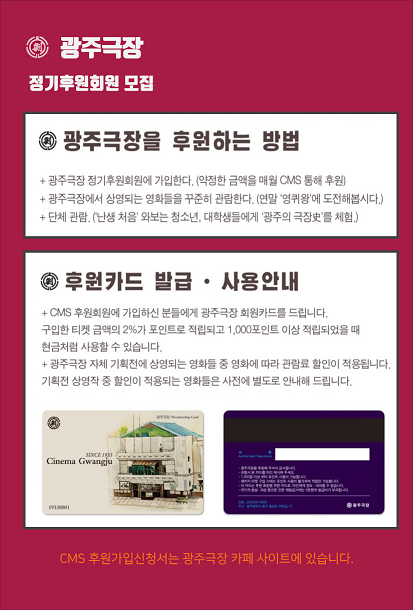 광주극장
정기후원회원 모집
광주극장을 후원하는 방법
+ 광주극장 정기후원회원에 가입한다. (약정한 금액을 매월 CMS 통해 후원)
+ 광주극장에서 상영되는 영화들을 꾸준히 관람한다. (연말 '영퀴왕'에 도전해봅시다.)
+ 단체 관람. ('난생 처음' 와보는 청소년, 대학생들에게 '광주의 극장史'를 체험.)
후원카드 발급 · 사용안내
+ CMS 후원회원에 가입하신 분들에게 광주극장 회원카드를 드립니다.
구입한 티켓 금액의 2%가 포인트로 적립되고 1,000포인트 이상 적립되었을 때
현금처럼 사용할 수 있습니다.
+ 광주극장 자체 기획전에 상영되는 영화들 중 영화에 따라 관람료 할인이 적용됩니다.
기획전 상영작 중 할인이 적용되는 영화들은 사전에 별도로 안내해 드립니다.
광주극장 Membership Card
SINCE 1933
Cinema Gwangju
19330001
서명
Authorized Signature
광주극장
CMS 후원가입신청서는 광주극장 카페 사이트에 있습니다.